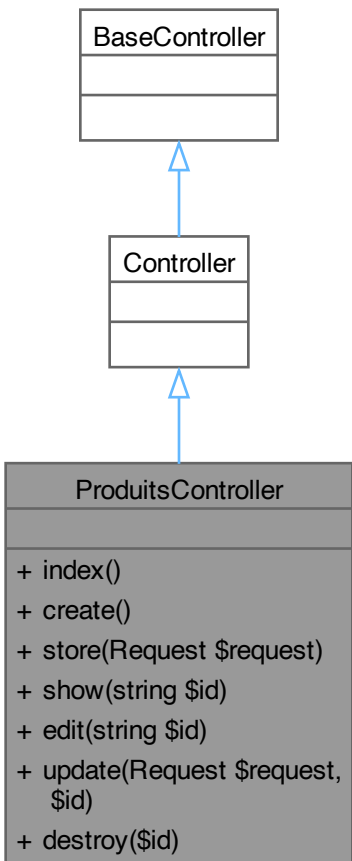 BaseController
Controller
ProduitsController
+ index()
+ create()
+ store(Request $request)
+ show(string $id)
+ edit(string $id)
+ update(Request $request,
$id)
+ destroy($id)